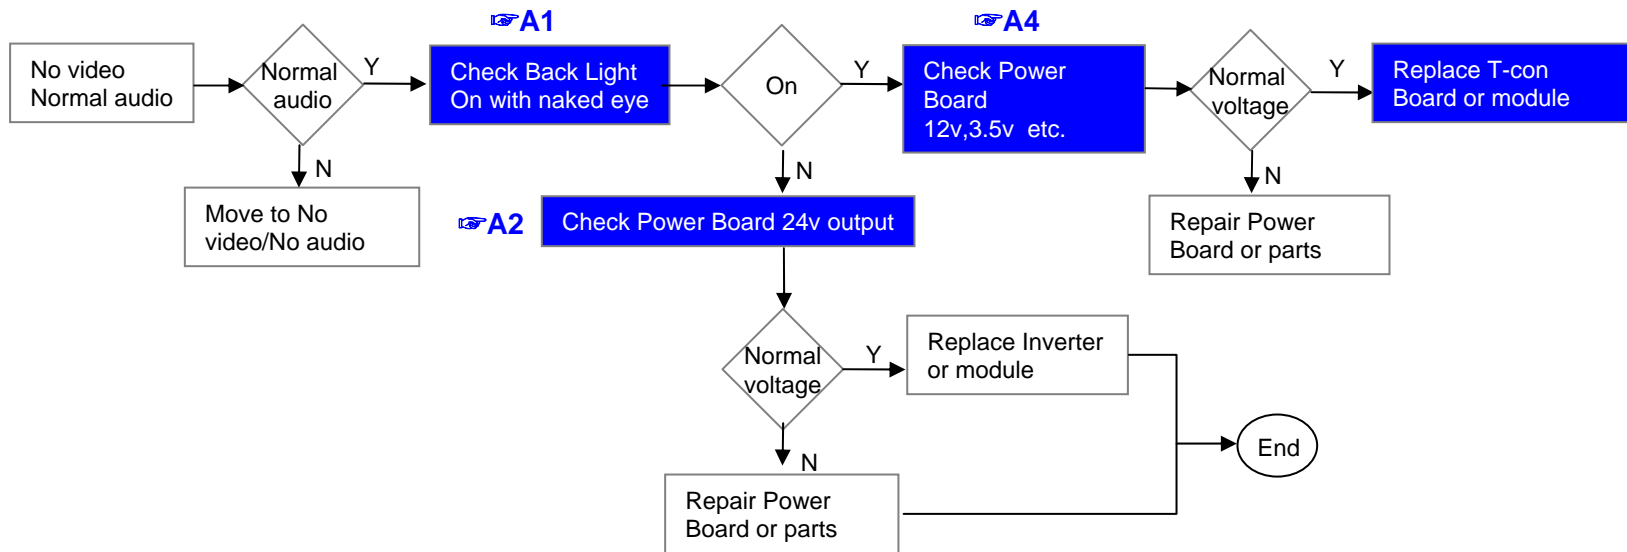 ☞A1
☞A4
No video
Normal audio
Normal
audio
Y
Check Back Light
On with naked eye
On
Y
Check Power
Board
12v,3.5v etc.
Normal
voltage
Y
Replace T-con
Board or module
N
Move to No
video/No audio
N
☞A2
Check Power Board 24v output
N
Repair Power
Board or parts
Normal
voltage
Y
Replace Inverter
or module
End
N
Repair Power
Board or parts